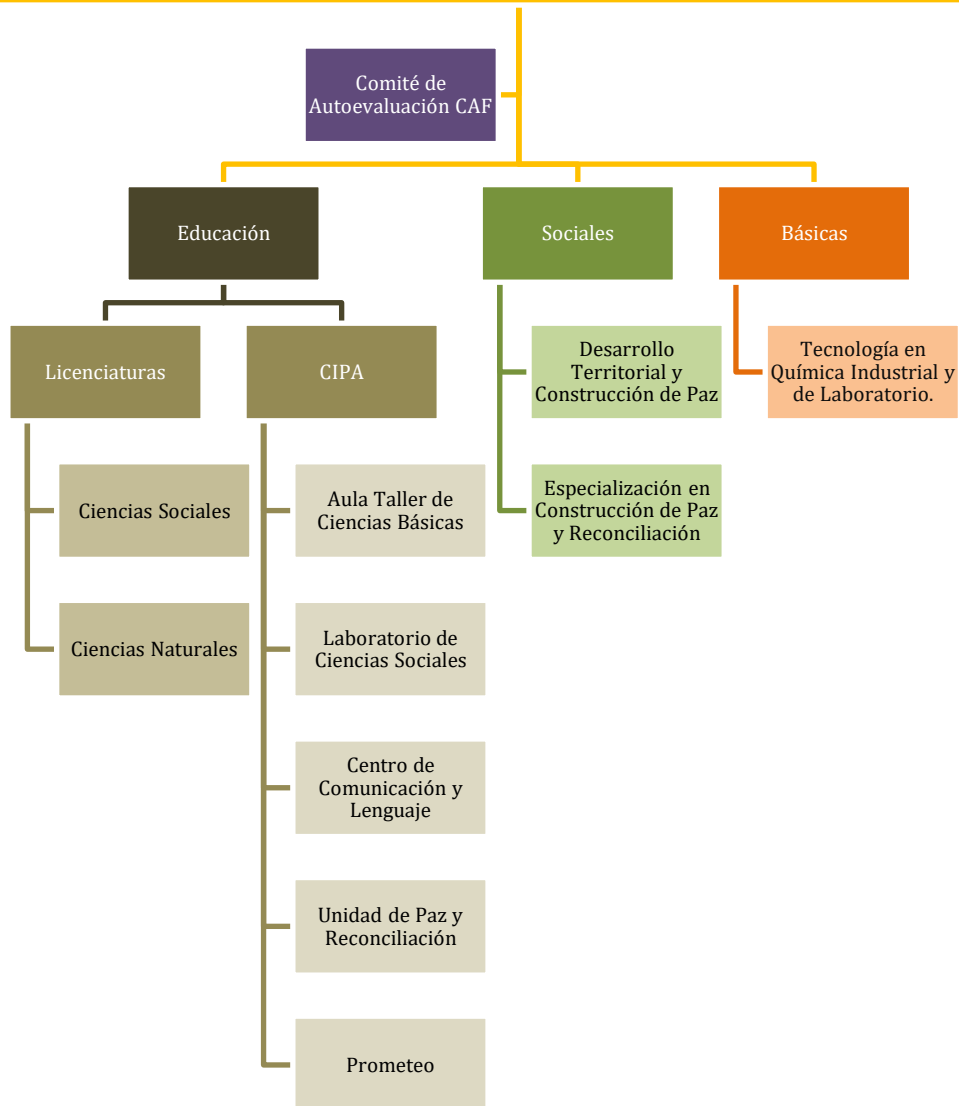 Comité de
Autoevaluación CAF
Educación
Sociales
Básicas
Licenciaturas
CIPA
Desarrollo
Territorial y
Construcción de Paz
Tecnología en
Química Industrial y
de Laboratorio.
Ciencias Sociales
Aula Taller de
Ciencias Básicas
Especialización en
Construcción de Paz
y Reconciliación
Ciencias Naturales
Laboratorio de
Ciencias Sociales
Centro de
Comunicación y
Lenguaje
Unidad de Paz y
Reconciliación
Prometeo